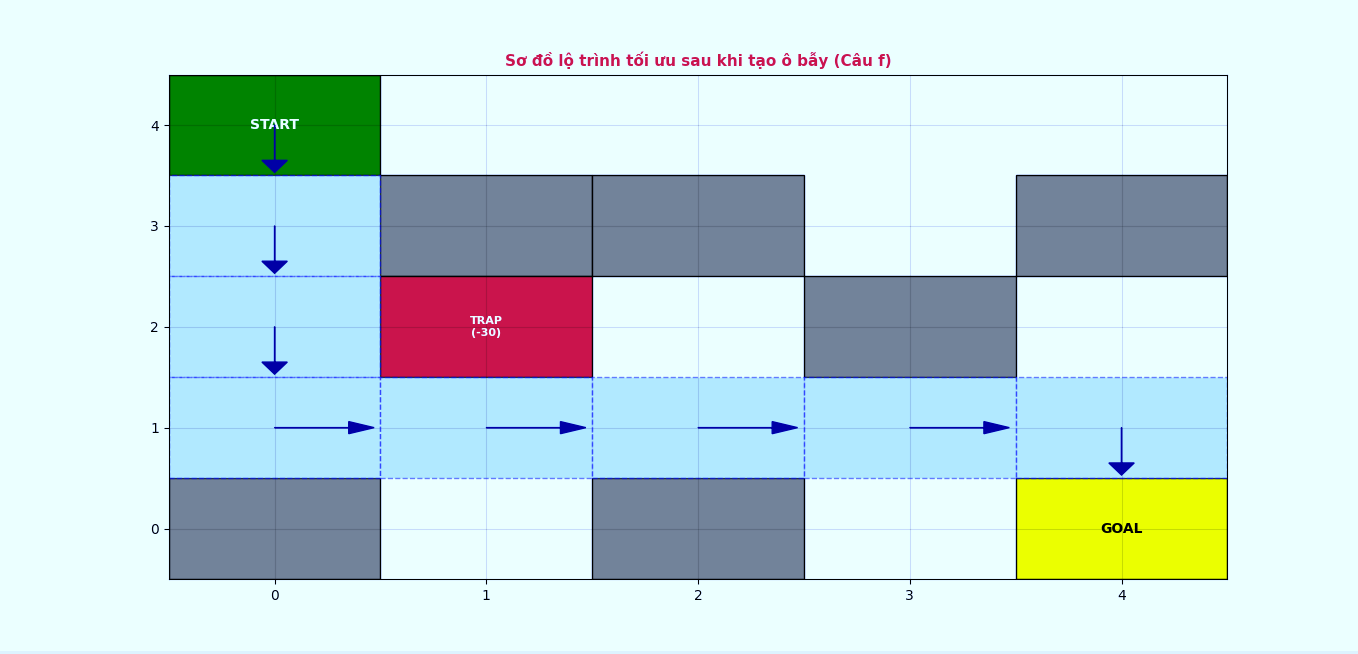 Sơ đồ lộ trình tối ưu sau khi tạo ô bẫy (Câu f)
4
START
3
2
TRAP
(-30)
1
0
GOAL
0
1
2
3
4